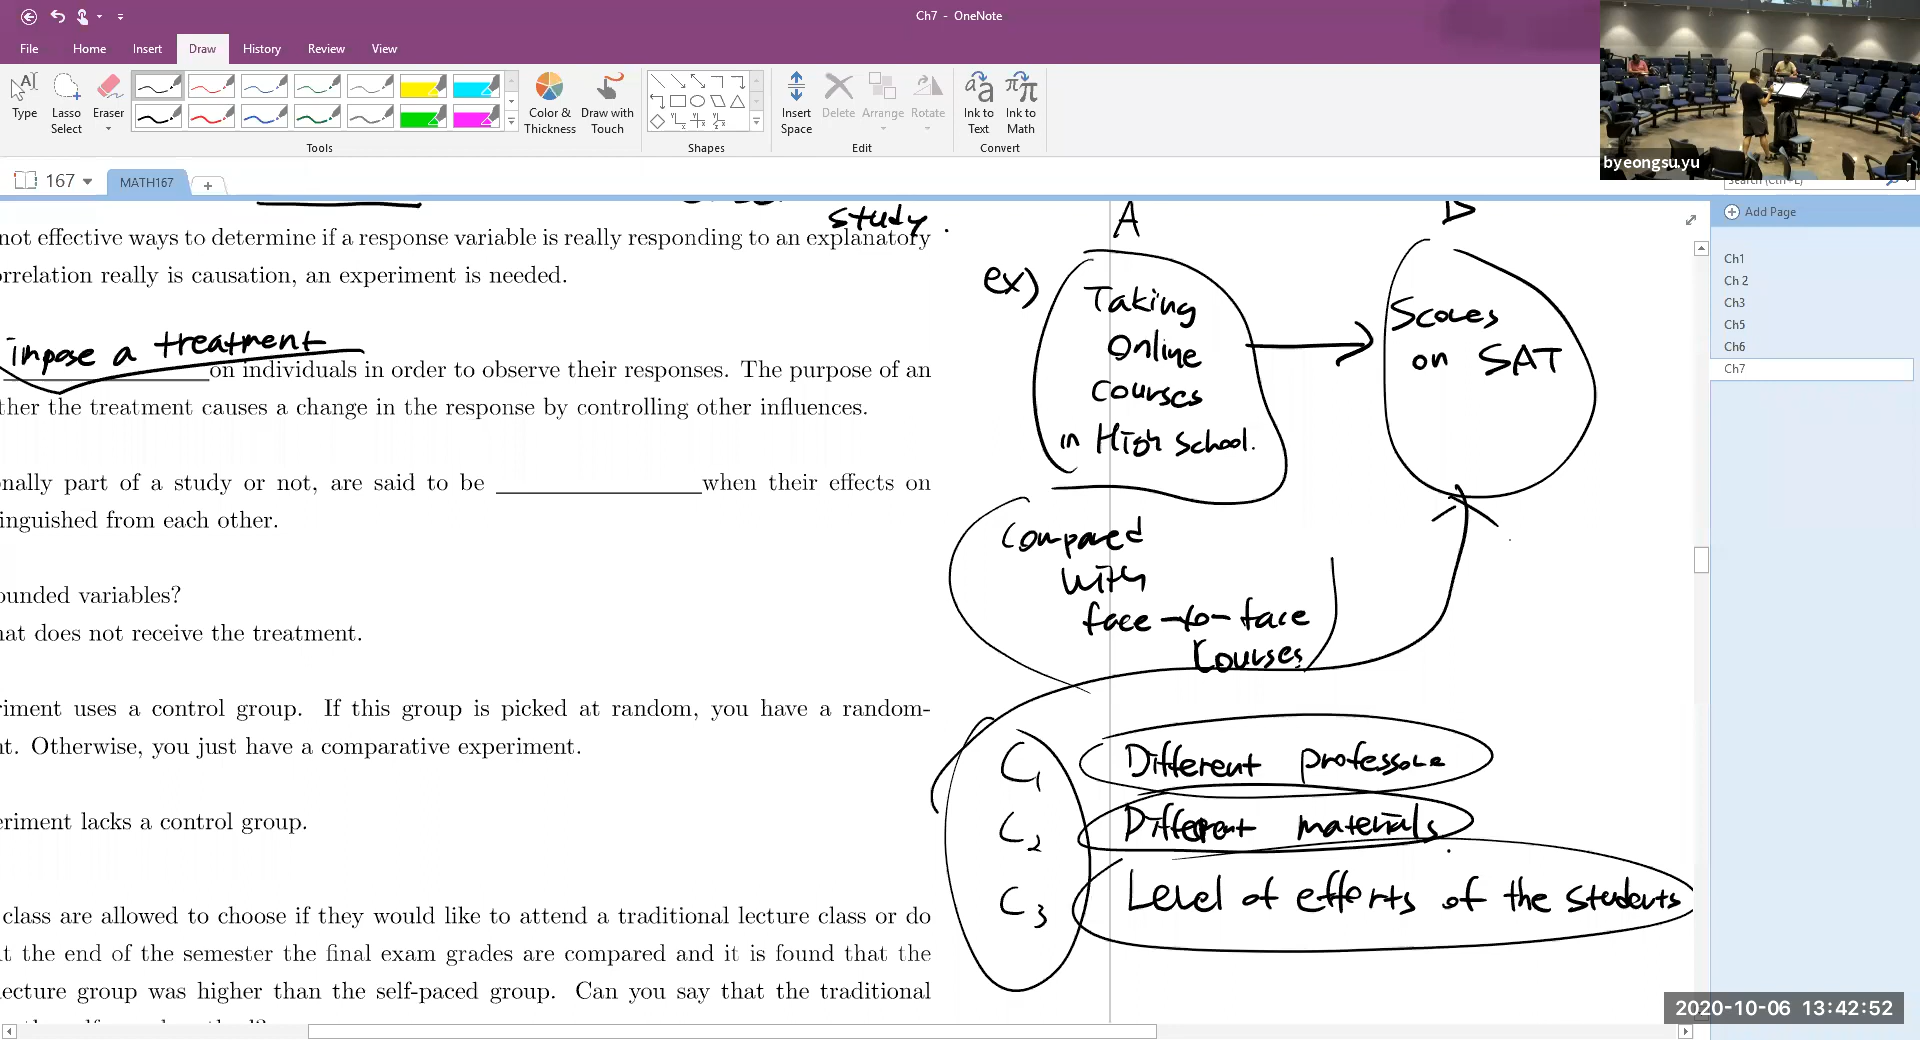 Ch7 - OneNote
File Home Insert Draw History Review View
Type
Lasso Select
Eraser
Color & Thickness
Draw with Touch
Insert Space
Delete
Arrange
Rotate
Ink to Text
Ink to Math
Tools
Shapes
Edit
Convert
byeongsu.yu
167
MATH167
Search (Ctrl+E)
Add Page
Ch1
Ch 2
Ch3
Ch5
Ch6
Ch7
study.
not effective ways to determine if a response variable is really responding to an explanatory
orrelation really is causation, an experiment is needed.
impose a treatment
on individuals in order to observe their responses. The purpose of an
ther the treatment causes a change in the response by controlling other influences.
onally part of a study or not, are said to be when their effects on
inguished from each other.
ounded variables?
hat does not receive the treatment.
riment uses a control group. If this group is picked at random, you have a random-
nt. Otherwise, you just have a comparative experiment.
eriment lacks a control group.
class are allowed to choose if they would like to attend a traditional lecture class or do
t the end of the semester the final exam grades are compared and it is found that the
lecture group was higher than the self-paced group. Can you say that the traditional
A
ex)
Taking
Online
Courses
in High School.
Scores
on SAT
Compared
with
face-to-face
Courses
C1 Different professors
C2 Different materials
C3 Level of efforts of the students
2020-10-06 13:42:52